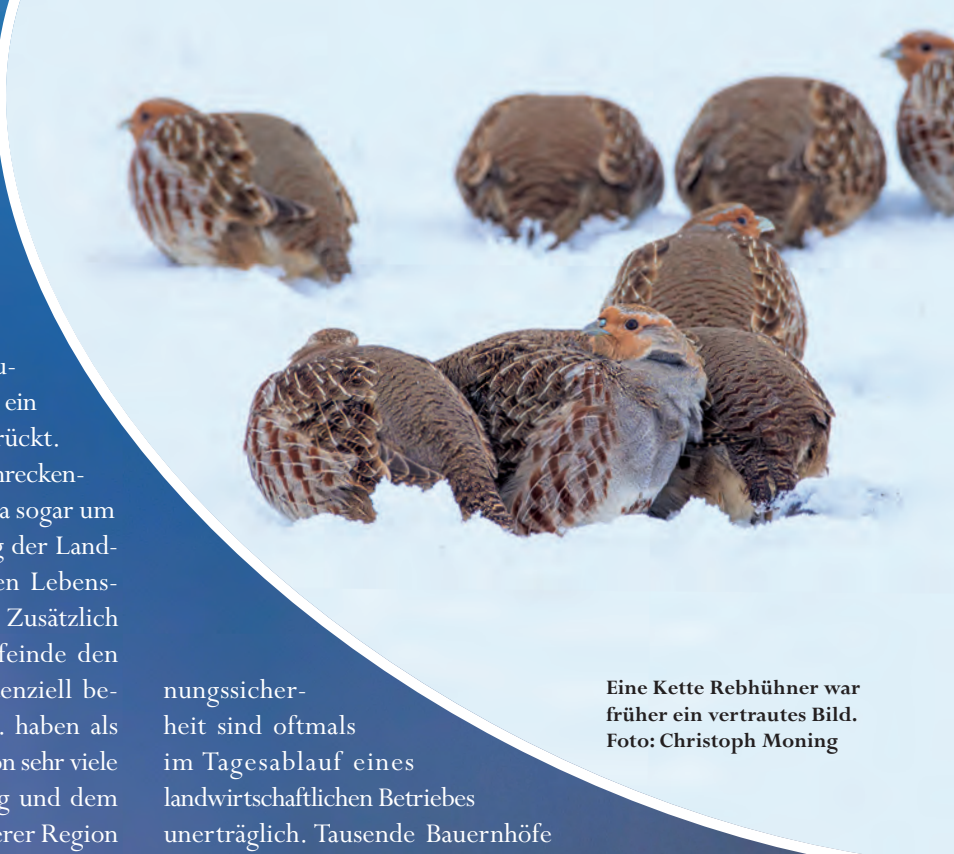 u-
ein
rückt.
hrecken-
a sogar um
g der Land-
en Lebens-
Zusätzlich
feinde den
enziell be-
. haben als
on sehr viele
g und dem
erer Region
nungssicher-
heit sind oftmals
im Tagesablauf eines
landwirtschaftlichen Betriebes
unerträglich. Tausende Bauernhöfe
Eine Kette Rebhühner war
früher ein vertrautes Bild.
Foto: Christoph Moning